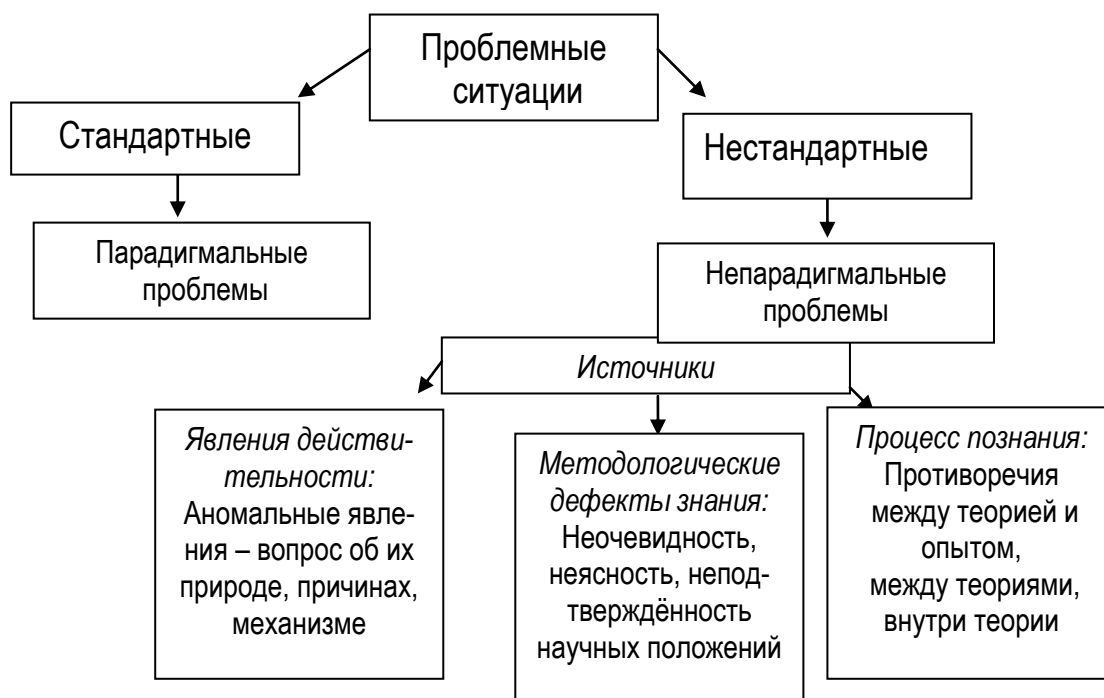 Проблемные
ситуации
Стандартные
Нестандартные
Парадигмальные
проблемы
Непарадигмальные
проблемы
Источники
Явления действи-
тельности:
Аномальные явле-
ния – вопрос об их
природе, причинах,
механизме
Методологические
дефекты знания:
Неочевидность,
неясность, непод-
тверждённость
научных положений
Процесс познания:
Противоречия
между теорией и
опытом,
между теориями,
внутри теории